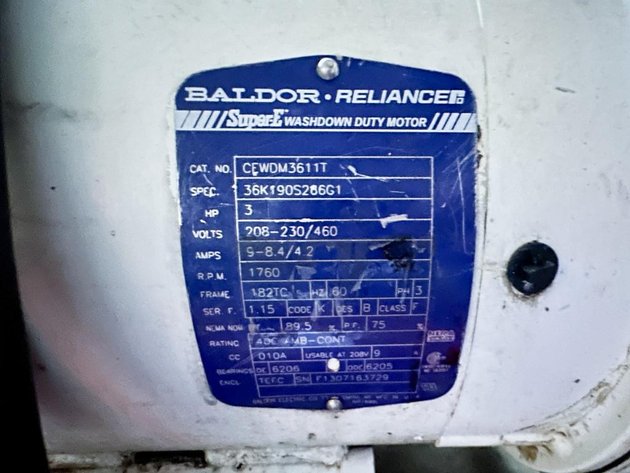 BALDOR • RELIANCE
Super-E WASHDOWN DUTY MOTOR
CAT. NO. CEWDM3611T
SPEC. 36K190S286G1
HP 3
VOLTS 208-230/460
AMPS 9-8.4/4.2
R.P.M. 1760
FRAME 182TC HZ 60 PH 3
SER. F. 1.15 CODE K DES B CLASS F
NEMA NOM 89.5 % P.F. 75 %
RATING 40C AMB-CONT
CC 010A USABLE AT 208V 9 A
BEARINGS DE 6206 ODE 6205
ENCL TEFC SN F1307163729
BALDOR ELECTRIC CO.